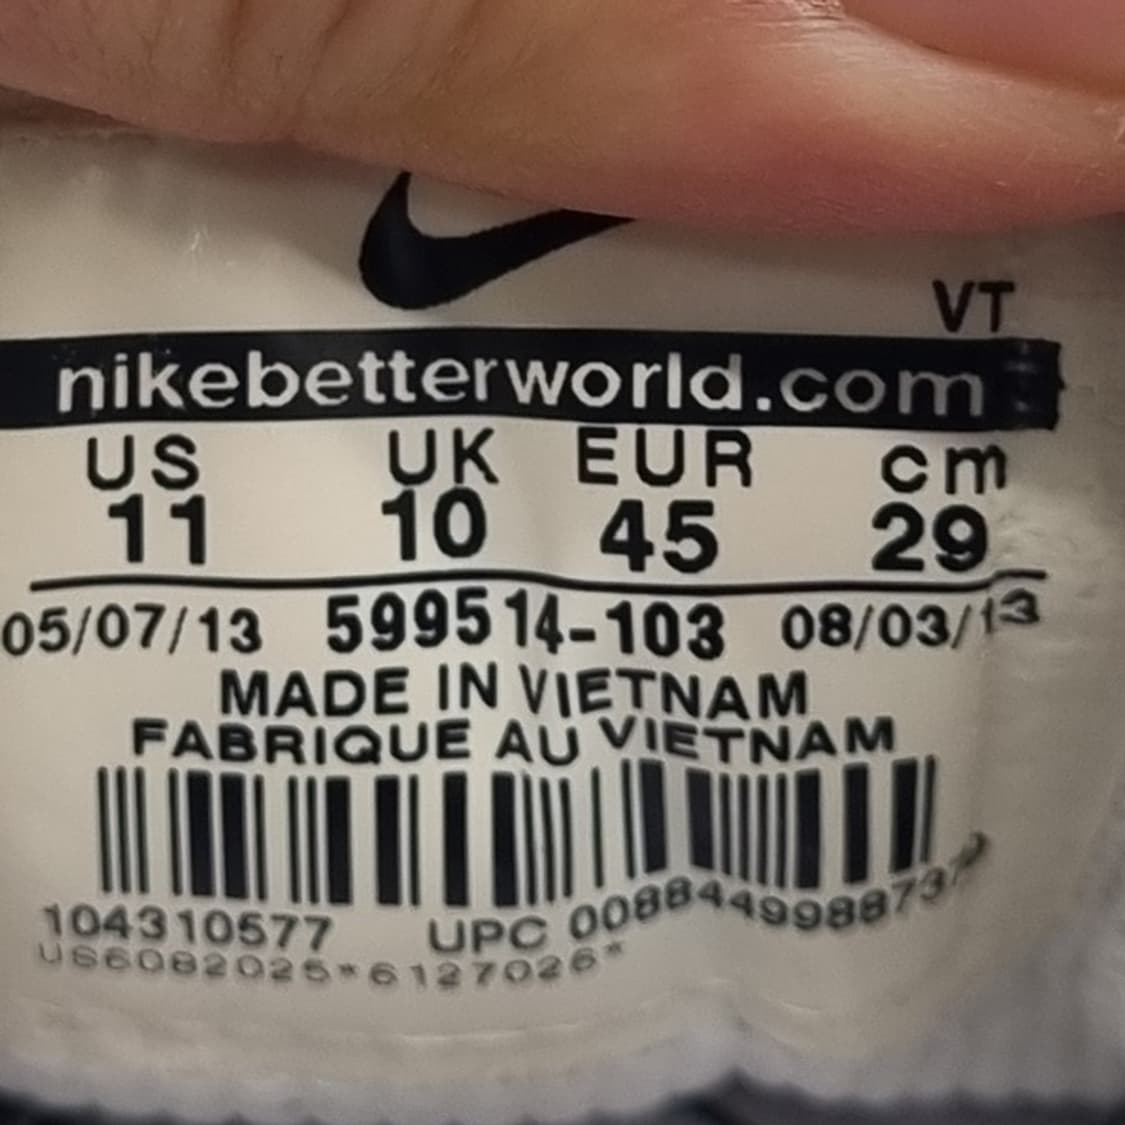 VT
nikebetterworld.com
US UK EUR cm
11 10 45 29
05/07/13 599514-103 08/03/13
MADE IN VIETNAM
FABRIQUE AU VIETNAM
104310577 UPC
US6082025*6127026*